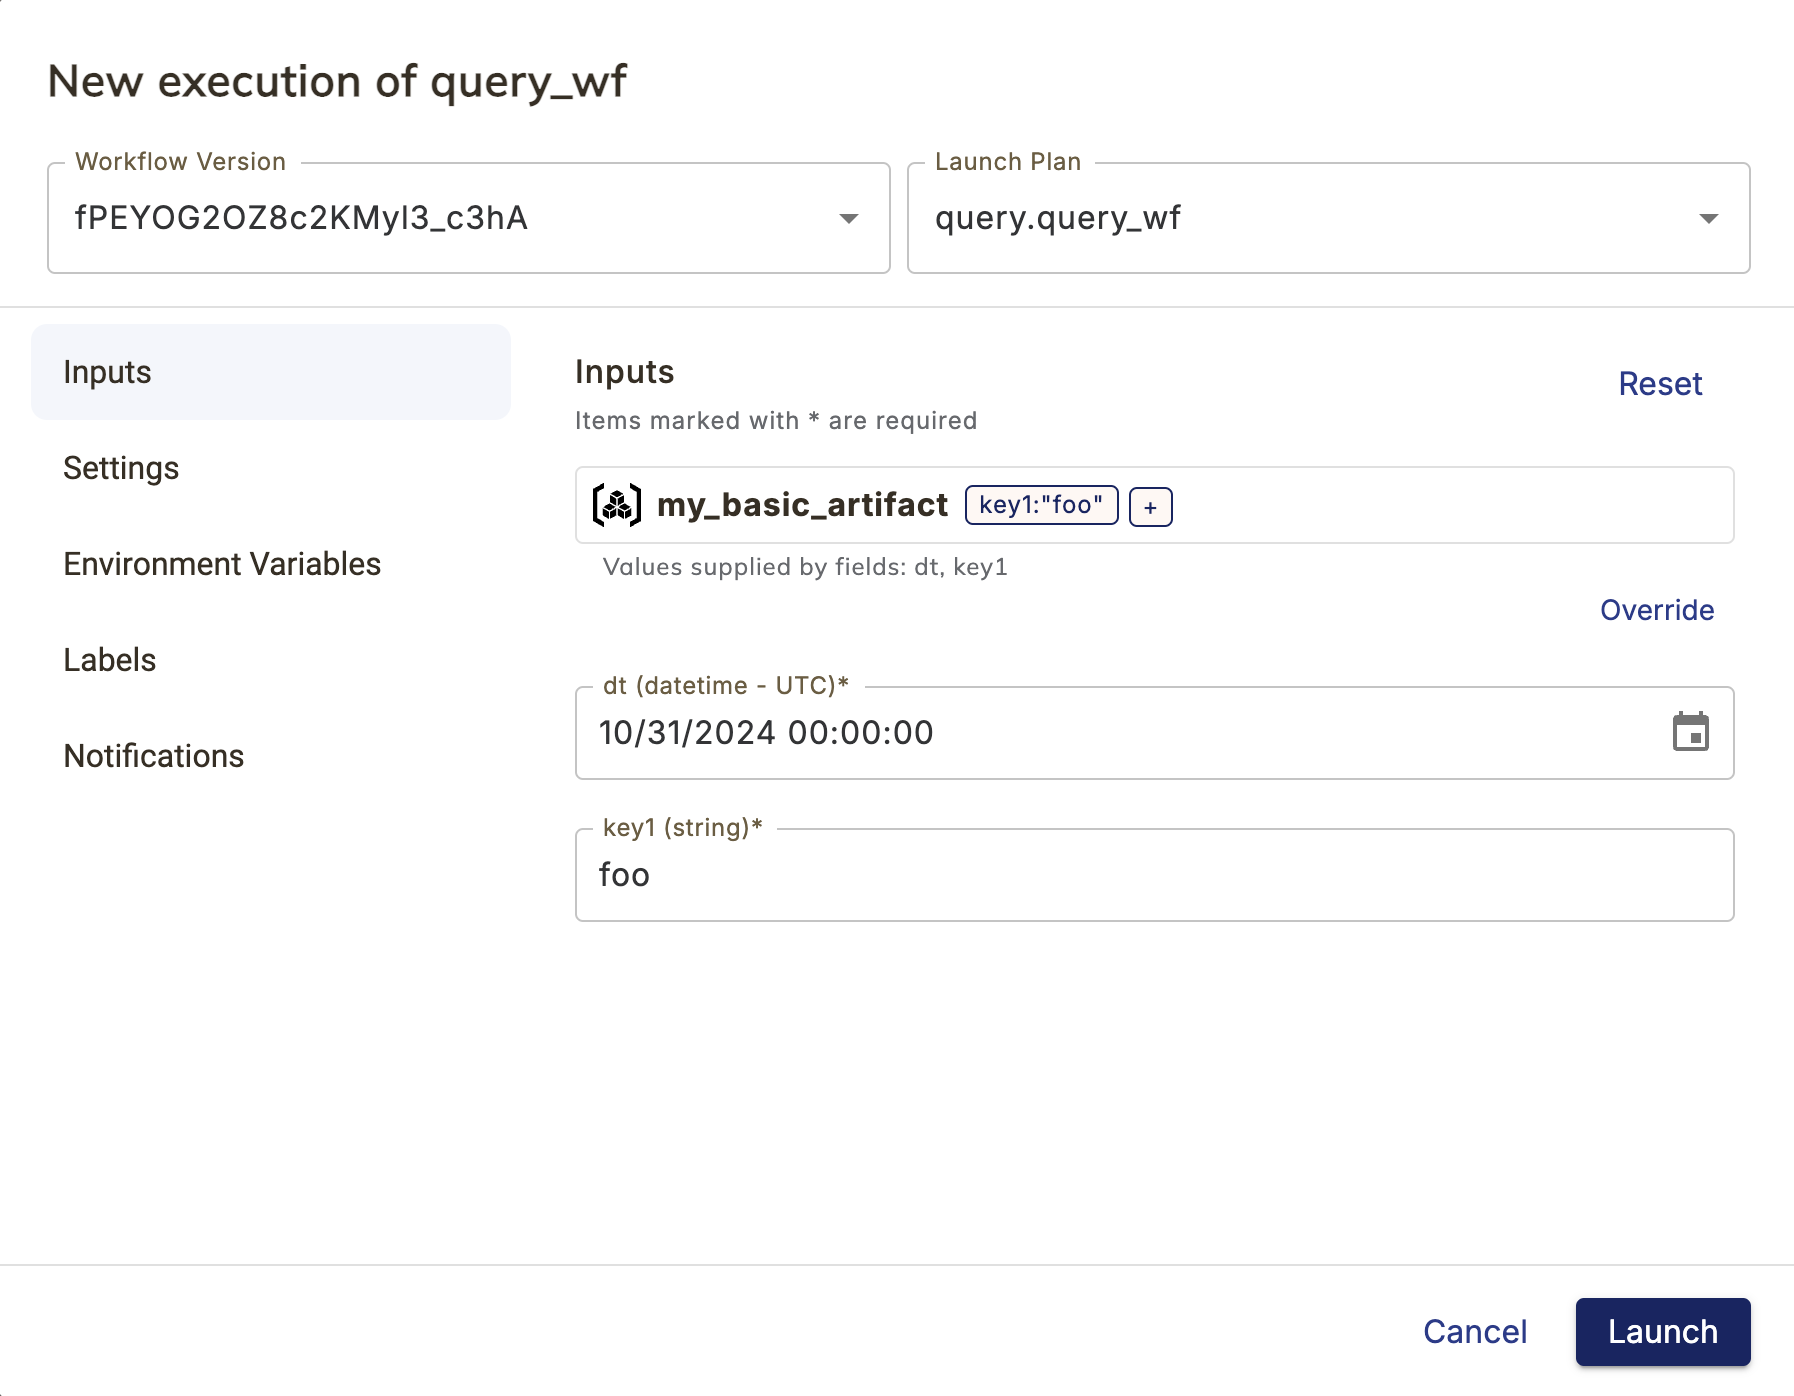 New execution of query_wf
Workflow Version
fPEYOG2OZ8c2KMyI3_c3hA
Launch Plan
query.query_wf
Inputs
Settings
Environment Variables
Labels
Notifications
Inputs
Reset
Items marked with * are required
my_basic_artifact key1:"foo" +
Values supplied by fields: dt, key1
Override
dt (datetime - UTC)*
10/31/2024 00:00:00
key1 (string)*
foo
Cancel Launch